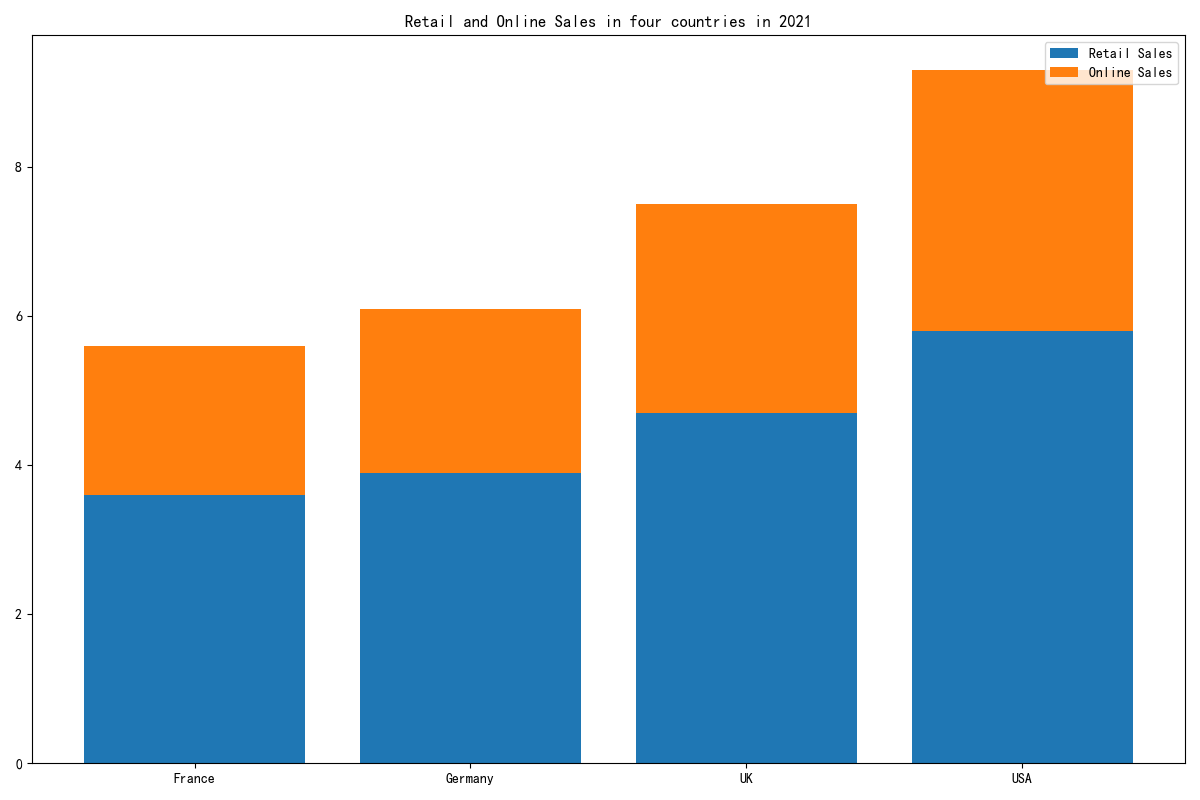 Retail and Online Sales in four countries in 2021
Retail Sales
Online Sales
8
6
4
2
0
France Germany UK USA